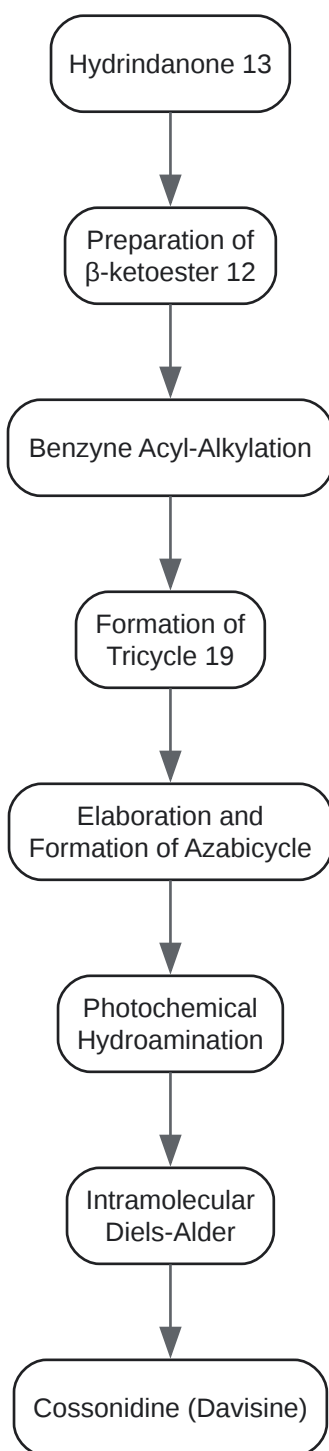 Hydrindanone 13
Preparation of
β-ketoester 12
Benzyne Acyl-Alkylation
Formation of
Tricycle 19
Elaboration and
Formation of Azabicycle
Photochemical
Hydroamination
Intramolecular
Diels-Alder
Cossonidine (Davisine)